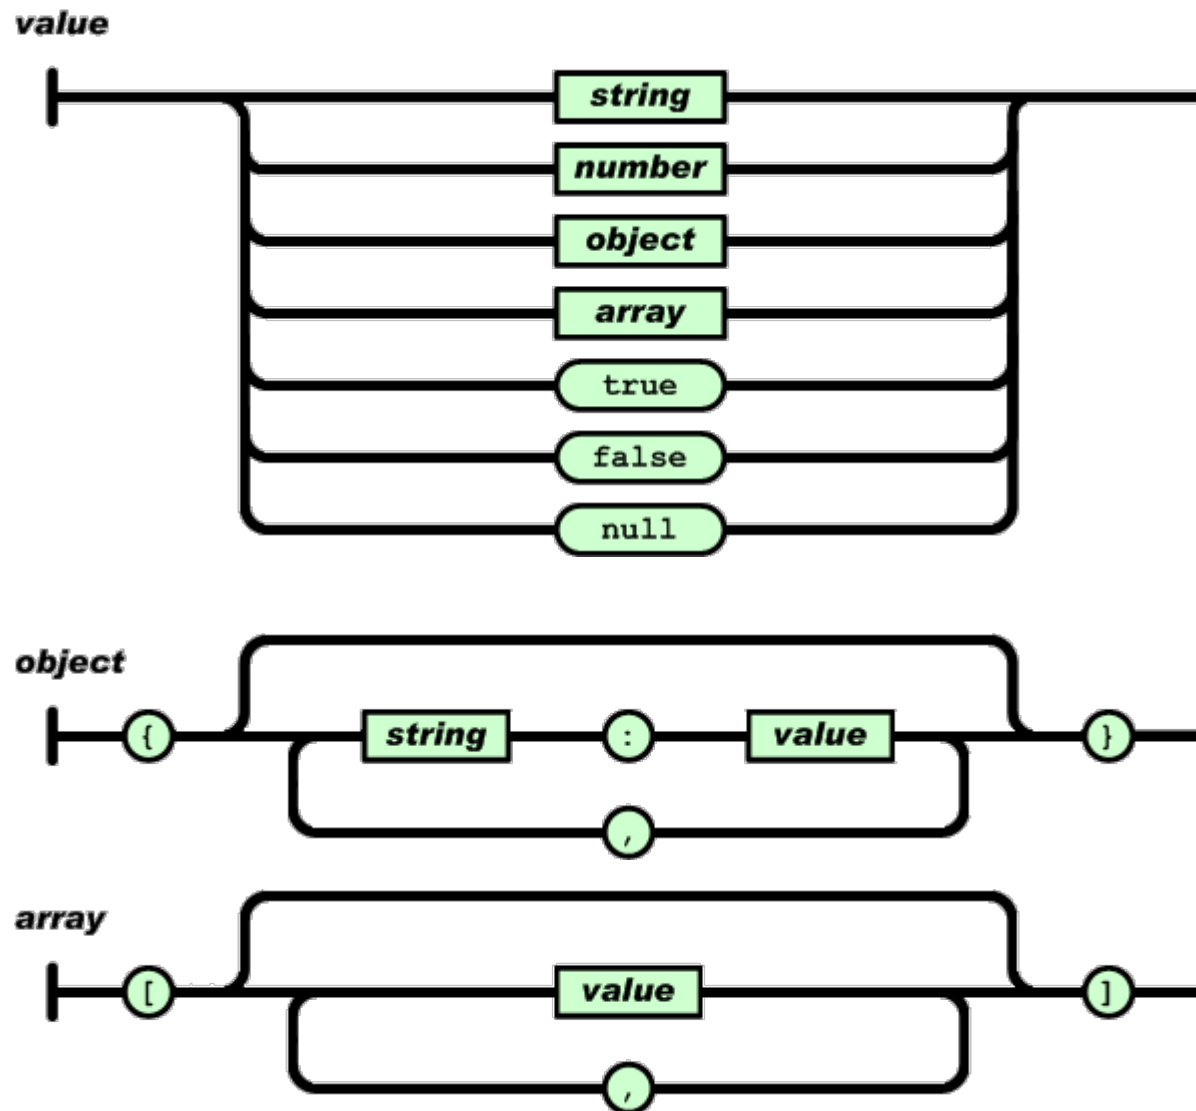 value
string
number
object
array
true
false
null
object
{ string : value }
,
array
[ value ]
,